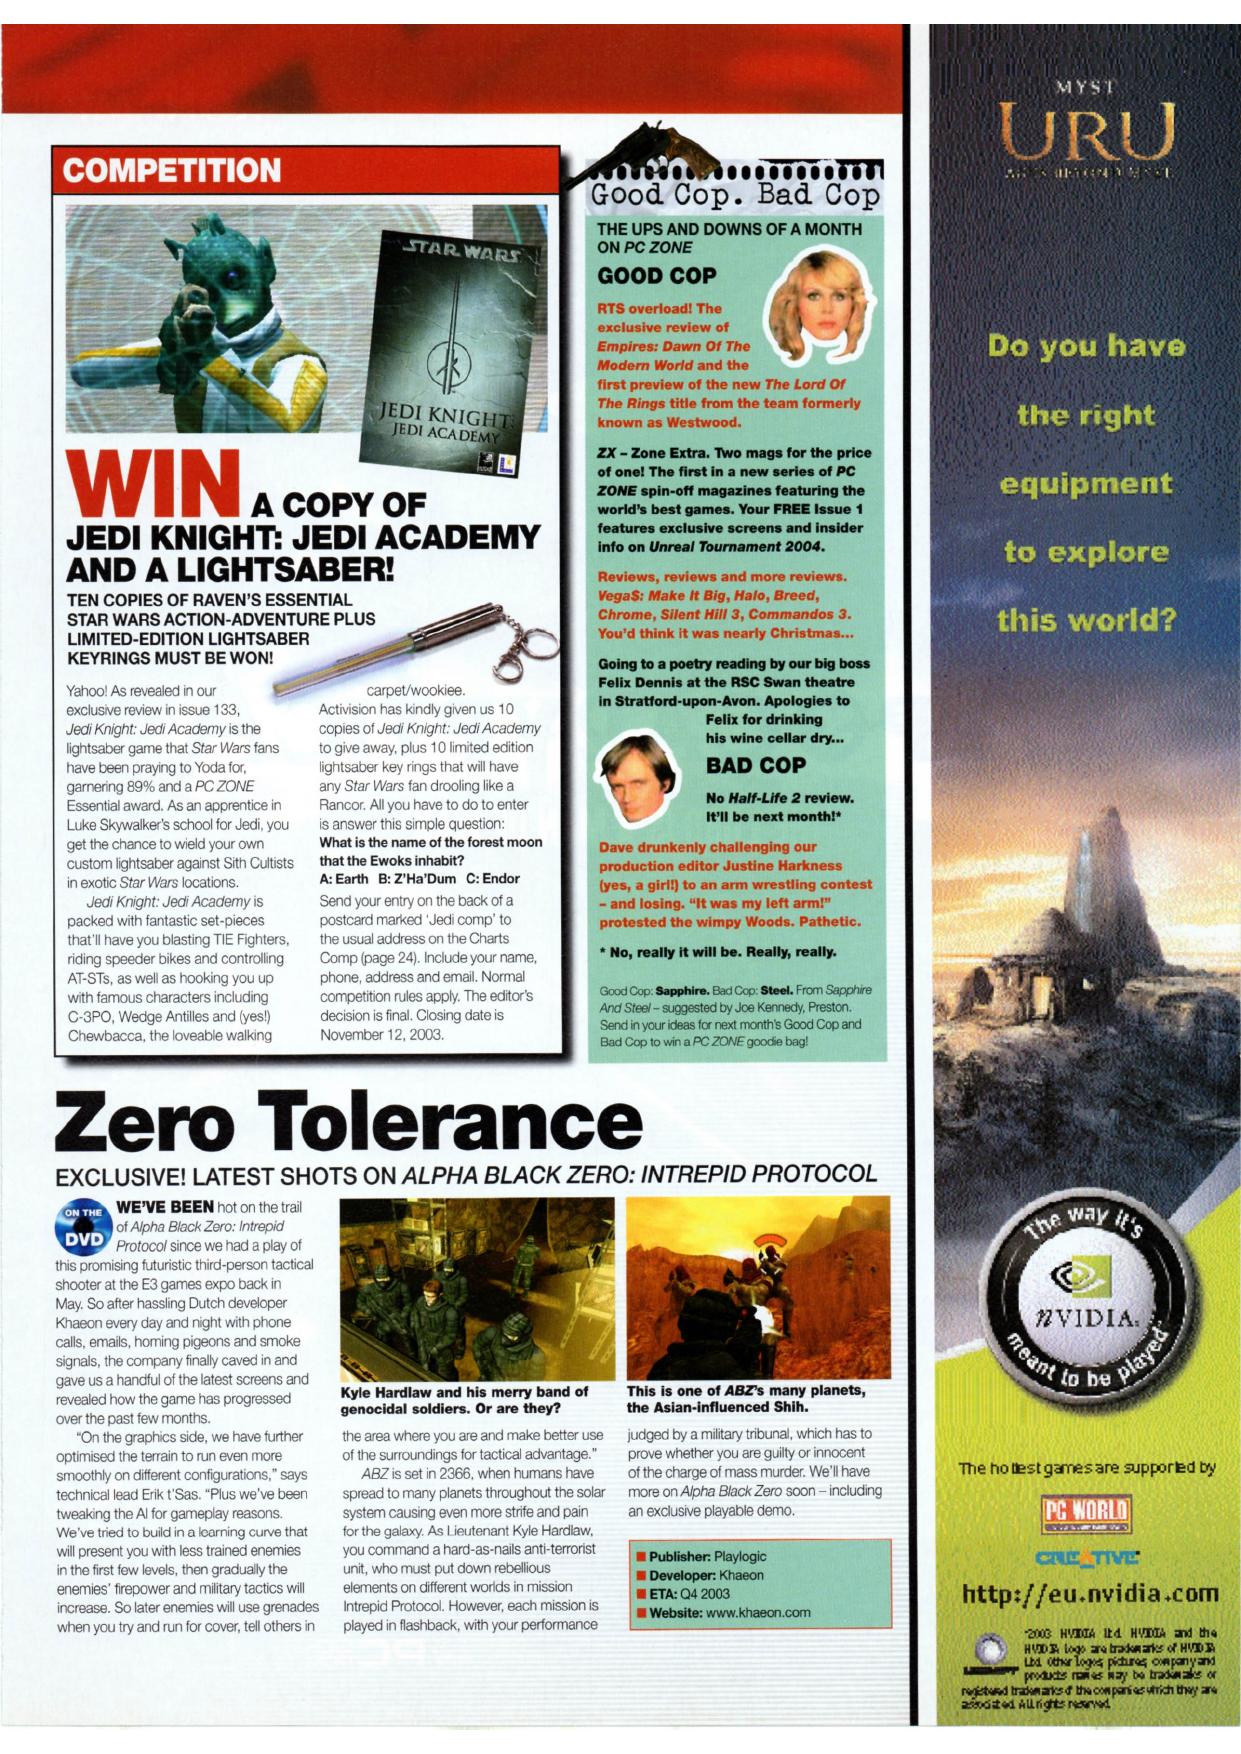 COMPETITION
STAR WARS
JEDI KNIGHT:
JEDI ACADEMY
WIN A COPY OF
JEDI KNIGHT: JEDI ACADEMY
AND A LIGHTSABER!
TEN COPIES OF RAVEN'S ESSENTIAL
STAR WARS ACTION-ADVENTURE PLUS
LIMITED-EDITION LIGHTSABER
KEYRINGS MUST BE WON!
Yahoo! As revealed in our
exclusive review in issue 133,
Jedi Knight: Jedi Academy is the
lightsaber game that Star Wars fans
have been praying to Yoda for,
garnering 89% and a PC ZONE
Essential award. As an apprentice in
Luke Skywalker's school for Jedi, you
get the chance to wield your own
custom lightsaber against Sith Cultists
in exotic Star Wars locations.
Jedi Knight: Jedi Academy is
packed with fantastic set-pieces
that'll have you blasting TIE Fighters,
riding speeder bikes and controlling
AT-STs, as well as hooking you up
with famous characters including
C-3PO, Wedge Antilles and (yes!)
Chewbacca, the loveable walking
carpet/wookiee.
Activision has kindly given us 10
copies of Jedi Knight: Jedi Academy
to give away, plus 10 limited edition
lightsaber key rings that will have
any Star Wars fan drooling like a
Rancor. All you have to do to enter
is answer this simple question:
What is the name of the forest moon
that the Ewoks inhabit?
A: Earth B: Z'Ha'Dum C: Endor
Send your entry on the back of a
postcard marked 'Jedi comp' to
the usual address on the Charts
Comp (page 24). Include your name,
phone, address and email. Normal
competition rules apply. The editor's
decision is final. Closing date is
November 12, 2003.
Good Cop. Bad Cop
THE UPS AND DOWNS OF A MONTH
ON PC ZONE
GOOD COP
RTS overload! The
exclusive review of
Empires: Dawn Of The
Modern World and the
first preview of the new The Lord Of
The Rings title from the team formerly
known as Westwood.
ZX – Zone Extra. Two mags for the price
of one! The first in a new series of PC
ZONE spin-off magazines featuring the
world's best games. Your FREE Issue 1
features exclusive screens and insider
info on Unreal Tournament 2004.
Reviews, reviews and more reviews.
Vega$: Make It Big, Halo, Breed,
Chrome, Silent Hill 3, Commandos 3.
You'd think it was nearly Christmas...
Going to a poetry reading by our big boss
Felix Dennis at the RSC Swan theatre
in Stratford-upon-Avon. Apologies to
Felix for drinking
his wine cellar dry...
BAD COP
No Half-Life 2 review.
It'll be next month!*
Dave drunkenly challenging our
production editor Justine Harkness
(yes, a girl!) to an arm wrestling contest
– and losing. "It was my left arm!"
protested the wimpy Woods. Pathetic.
* No, really it will be. Really, really.
Good Cop: Sapphire. Bad Cop: Steel. From Sapphire
And Steel – suggested by Joe Kennedy, Preston.
Send in your ideas for next month's Good Cop and
Bad Cop to win a PC ZONE goodie bag!
Zero Tolerance
EXCLUSIVE! LATEST SHOTS ON ALPHA BLACK ZERO: INTREPID PROTOCOL
ON THE
DVD
WE'VE BEEN hot on the trail
of Alpha Black Zero: Intrepid
Protocol since we had a play of
this promising futuristic third-person tactical
shooter at the E3 games expo back in
May. So after hassling Dutch developer
Khaeon every day and night with phone
calls, emails, homing pigeons and smoke
signals, the company finally caved in and
gave us a handful of the latest screens and
revealed how the game has progressed
over the past few months.
"On the graphics side, we have further
optimised the terrain to run even more
smoothly on different configurations," says
technical lead Erik t'Sas. "Plus we've been
tweaking the AI for gameplay reasons.
We've tried to build in a learning curve that
will present you with less trained enemies
in the first few levels, then gradually the
enemies' firepower and military tactics will
increase. So later enemies will use grenades
when you try and run for cover, tell others in
Kyle Hardlaw and his merry band of
genocidal soldiers. Or are they?
the area where you are and make better use
of the surroundings for tactical advantage."
ABZ is set in 2366, when humans have
spread to many planets throughout the solar
system causing even more strife and pain
for the galaxy. As Lieutenant Kyle Hardlaw,
you command a hard-as-nails anti-terrorist
unit, who must put down rebellious
elements on different worlds in mission
Intrepid Protocol. However, each mission is
played in flashback, with your performance
This is one of ABZ's many planets,
the Asian-influenced Shih.
judged by a military tribunal, which has to
prove whether you are guilty or innocent
of the charge of mass murder. We'll have
more on Alpha Black Zero soon – including
an exclusive playable demo.
Publisher: Playlogic
Developer: Khaeon
ETA: Q4 2003
Website: www.khaeon.com
MYST
URU
AGES BEYOND MYST
Do you have
the right
equipment
to explore
this world?
The way it's
nVIDIA.
meant to be played
The hottest games are supported by
PC WORLD
CREATIVE
http://eu.nvidia.com
*2003 NVIDIA Ltd. NVIDIA and the
NVIDIA logo are trademarks of NVIDIA
Ltd. Other logos, pictures, company and
products names may be trademarks or
registered trademarks of the companies which they are
associated. All rights reserved.